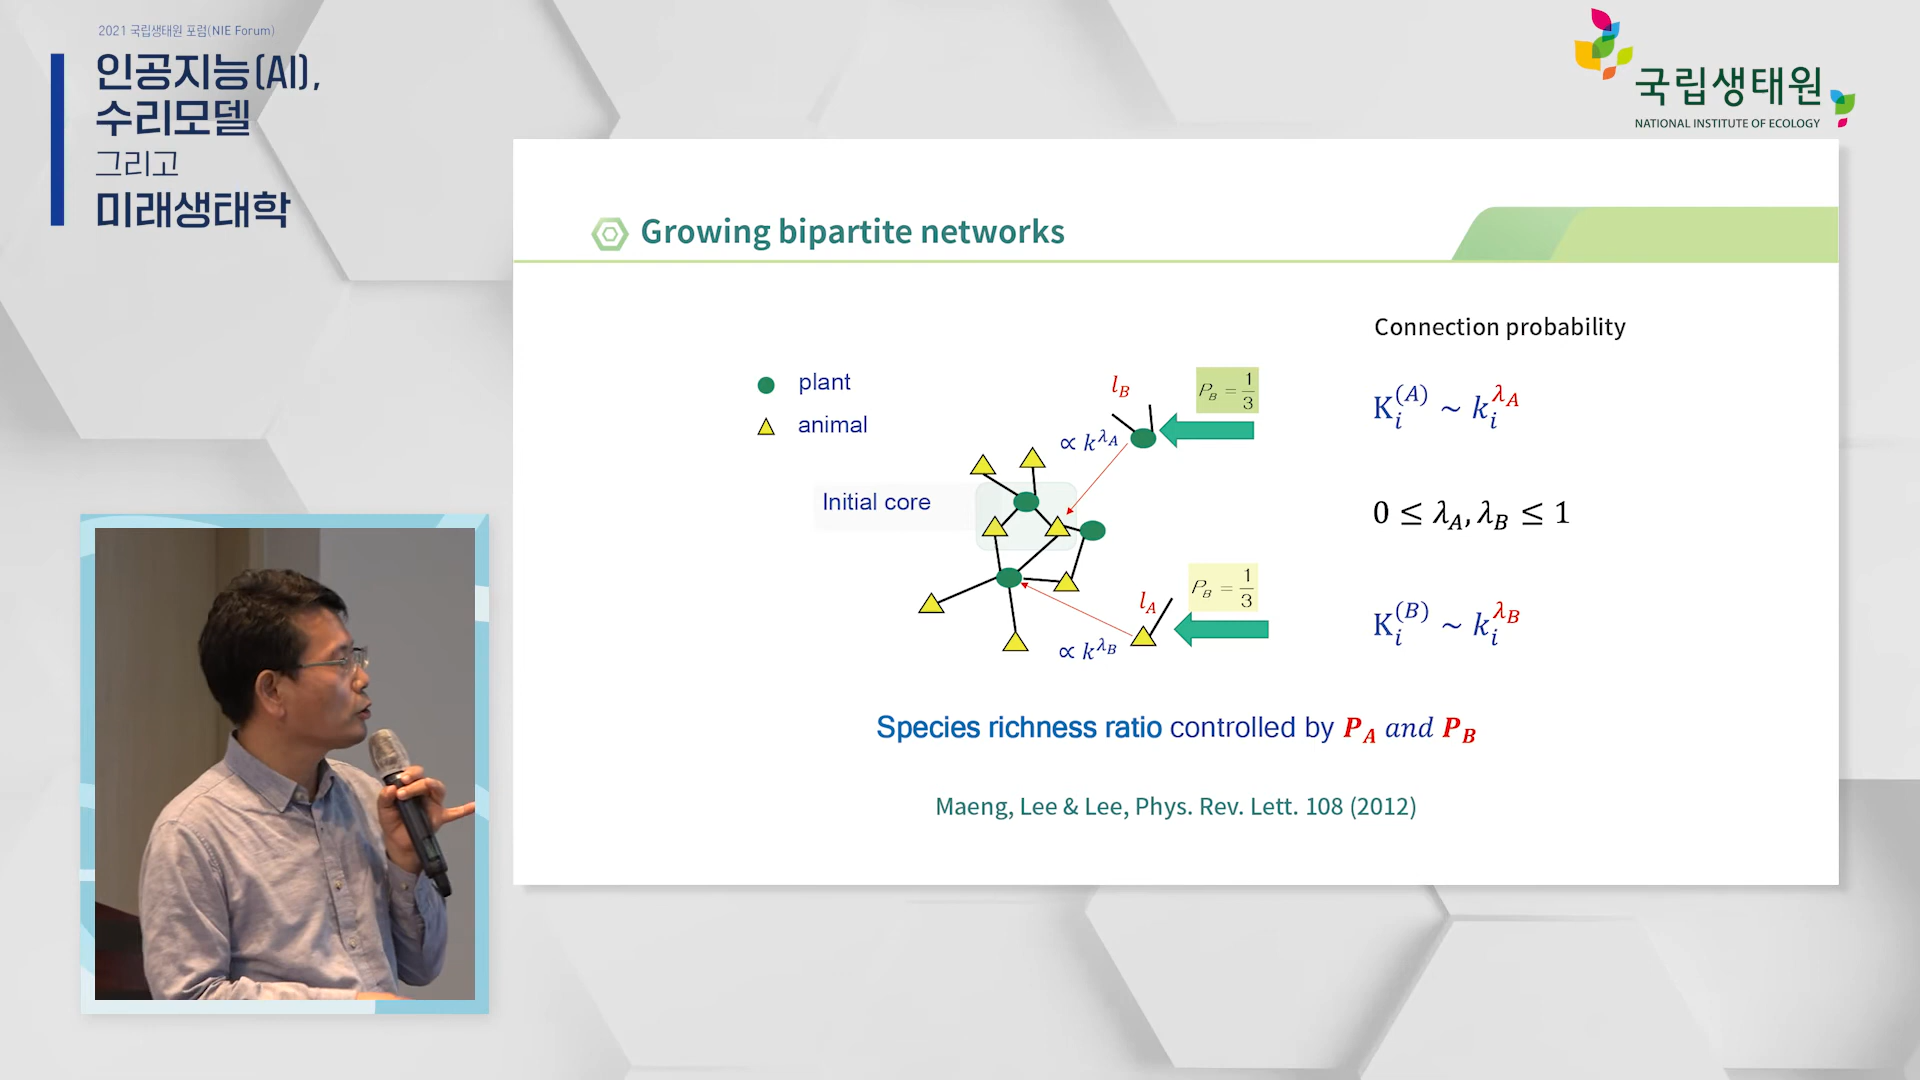 2021 국립생태원 포럼(NIE Forum)
인공지능(AI),
수리모델
그리고
미래생태학
국립생태원
NATIONAL INSTITUTE OF ECOLOGY
Growing bipartite networks
Connection probability
plant
animal
Initial core
l_B
P_B = 1/3
∝ k^{λ_A}
l_A
P_B = 1/3
∝ k^{λ_B}
K_i^{(A)} ~ k_i^{λ_A}
0 ≤ λ_A, λ_B ≤ 1
K_i^{(B)} ~ k_i^{λ_B}
Species richness ratio controlled by P_A and P_B
Maeng, Lee & Lee, Phys. Rev. Lett. 108 (2012)